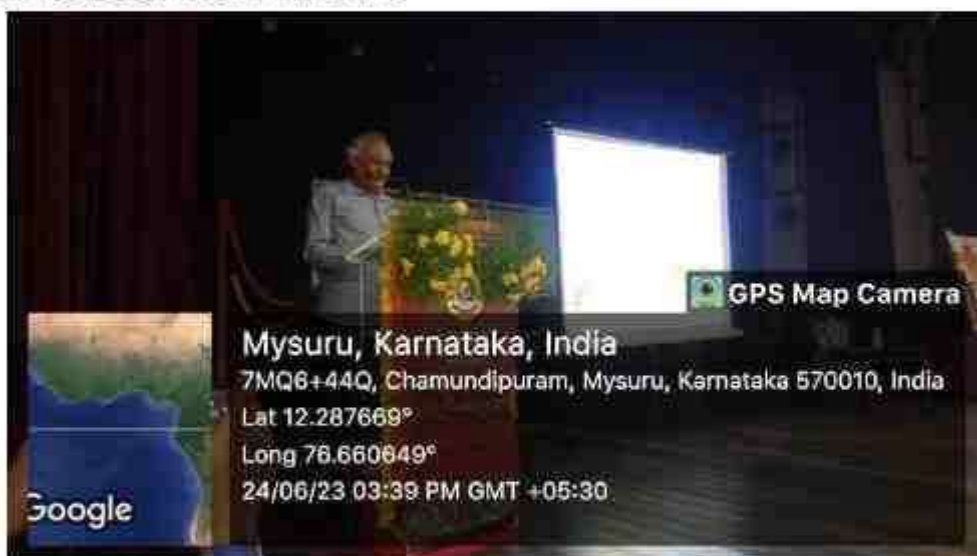 GPS Map Camera
Mysuru, Karnataka, India
7MQ6+44Q, Chamundipuram, Mysuru, Karnataka 570010, India
Lat 12.287669°
Long 76.660649°
24/06/23 03:39 PM GMT +05:30
Google